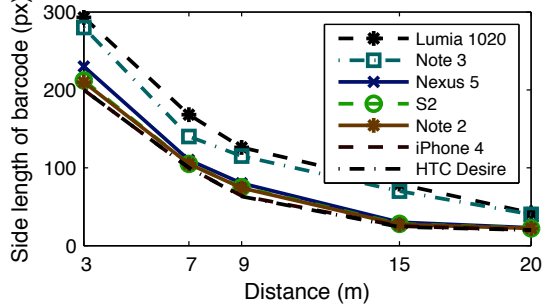 Side length of barcode (px)
300
200
100
0
Lumia 1020
Note 3
Nexus 5
S2
Note 2
iPhone 4
HTC Desire
3 7 9 15 20
Distance (m)